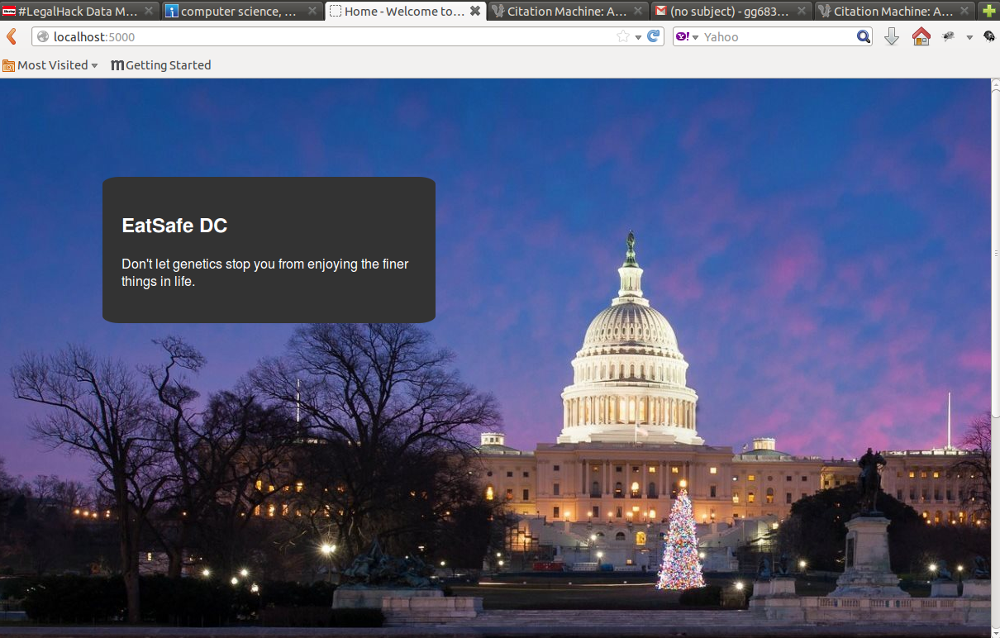 #LegalHack Data M...
computer science, ...
Home - Welcome to...
Citation Machine: A...
(no subject) - gg683...
Citation Machine: A...
localhost:5000
Y!
Yahoo
Most Visited
Getting Started
EatSafe DC
Don't let genetics stop you from enjoying the finer
things in life.